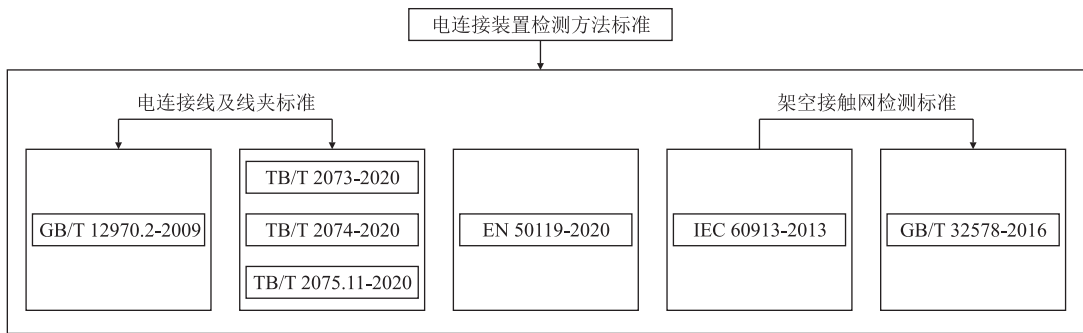 电连接装置检测方法标准
电连接线及线夹标准
架空接触网检测标准
GB/T 12970.2-2009
TB/T 2073-2020
TB/T 2074-2020
TB/T 2075.11-2020
EN 50119-2020
IEC 60913-2013
GB/T 32578-2016